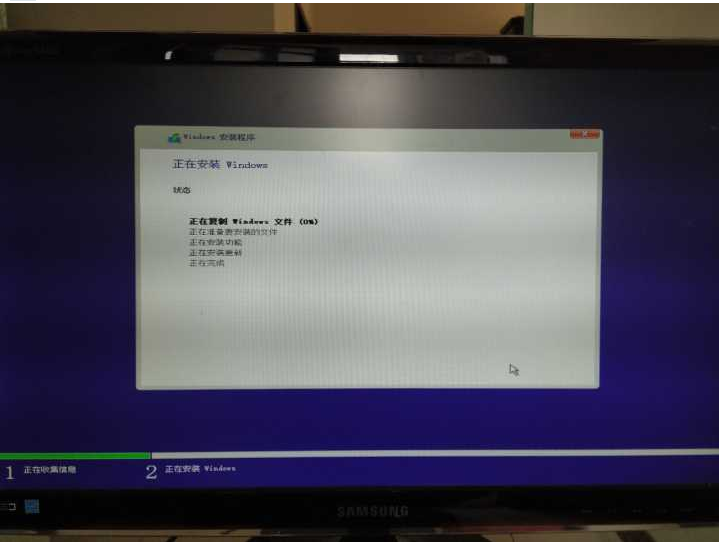 Windows 安装程序
正在安装 Windows
状态
正在复制 Windows 文件 (0%)
正在准备要安装的文件
正在安装功能
正在安装更新
正在完成
1 正在收集信息
2 正在安装 Windows
SAMSUNG